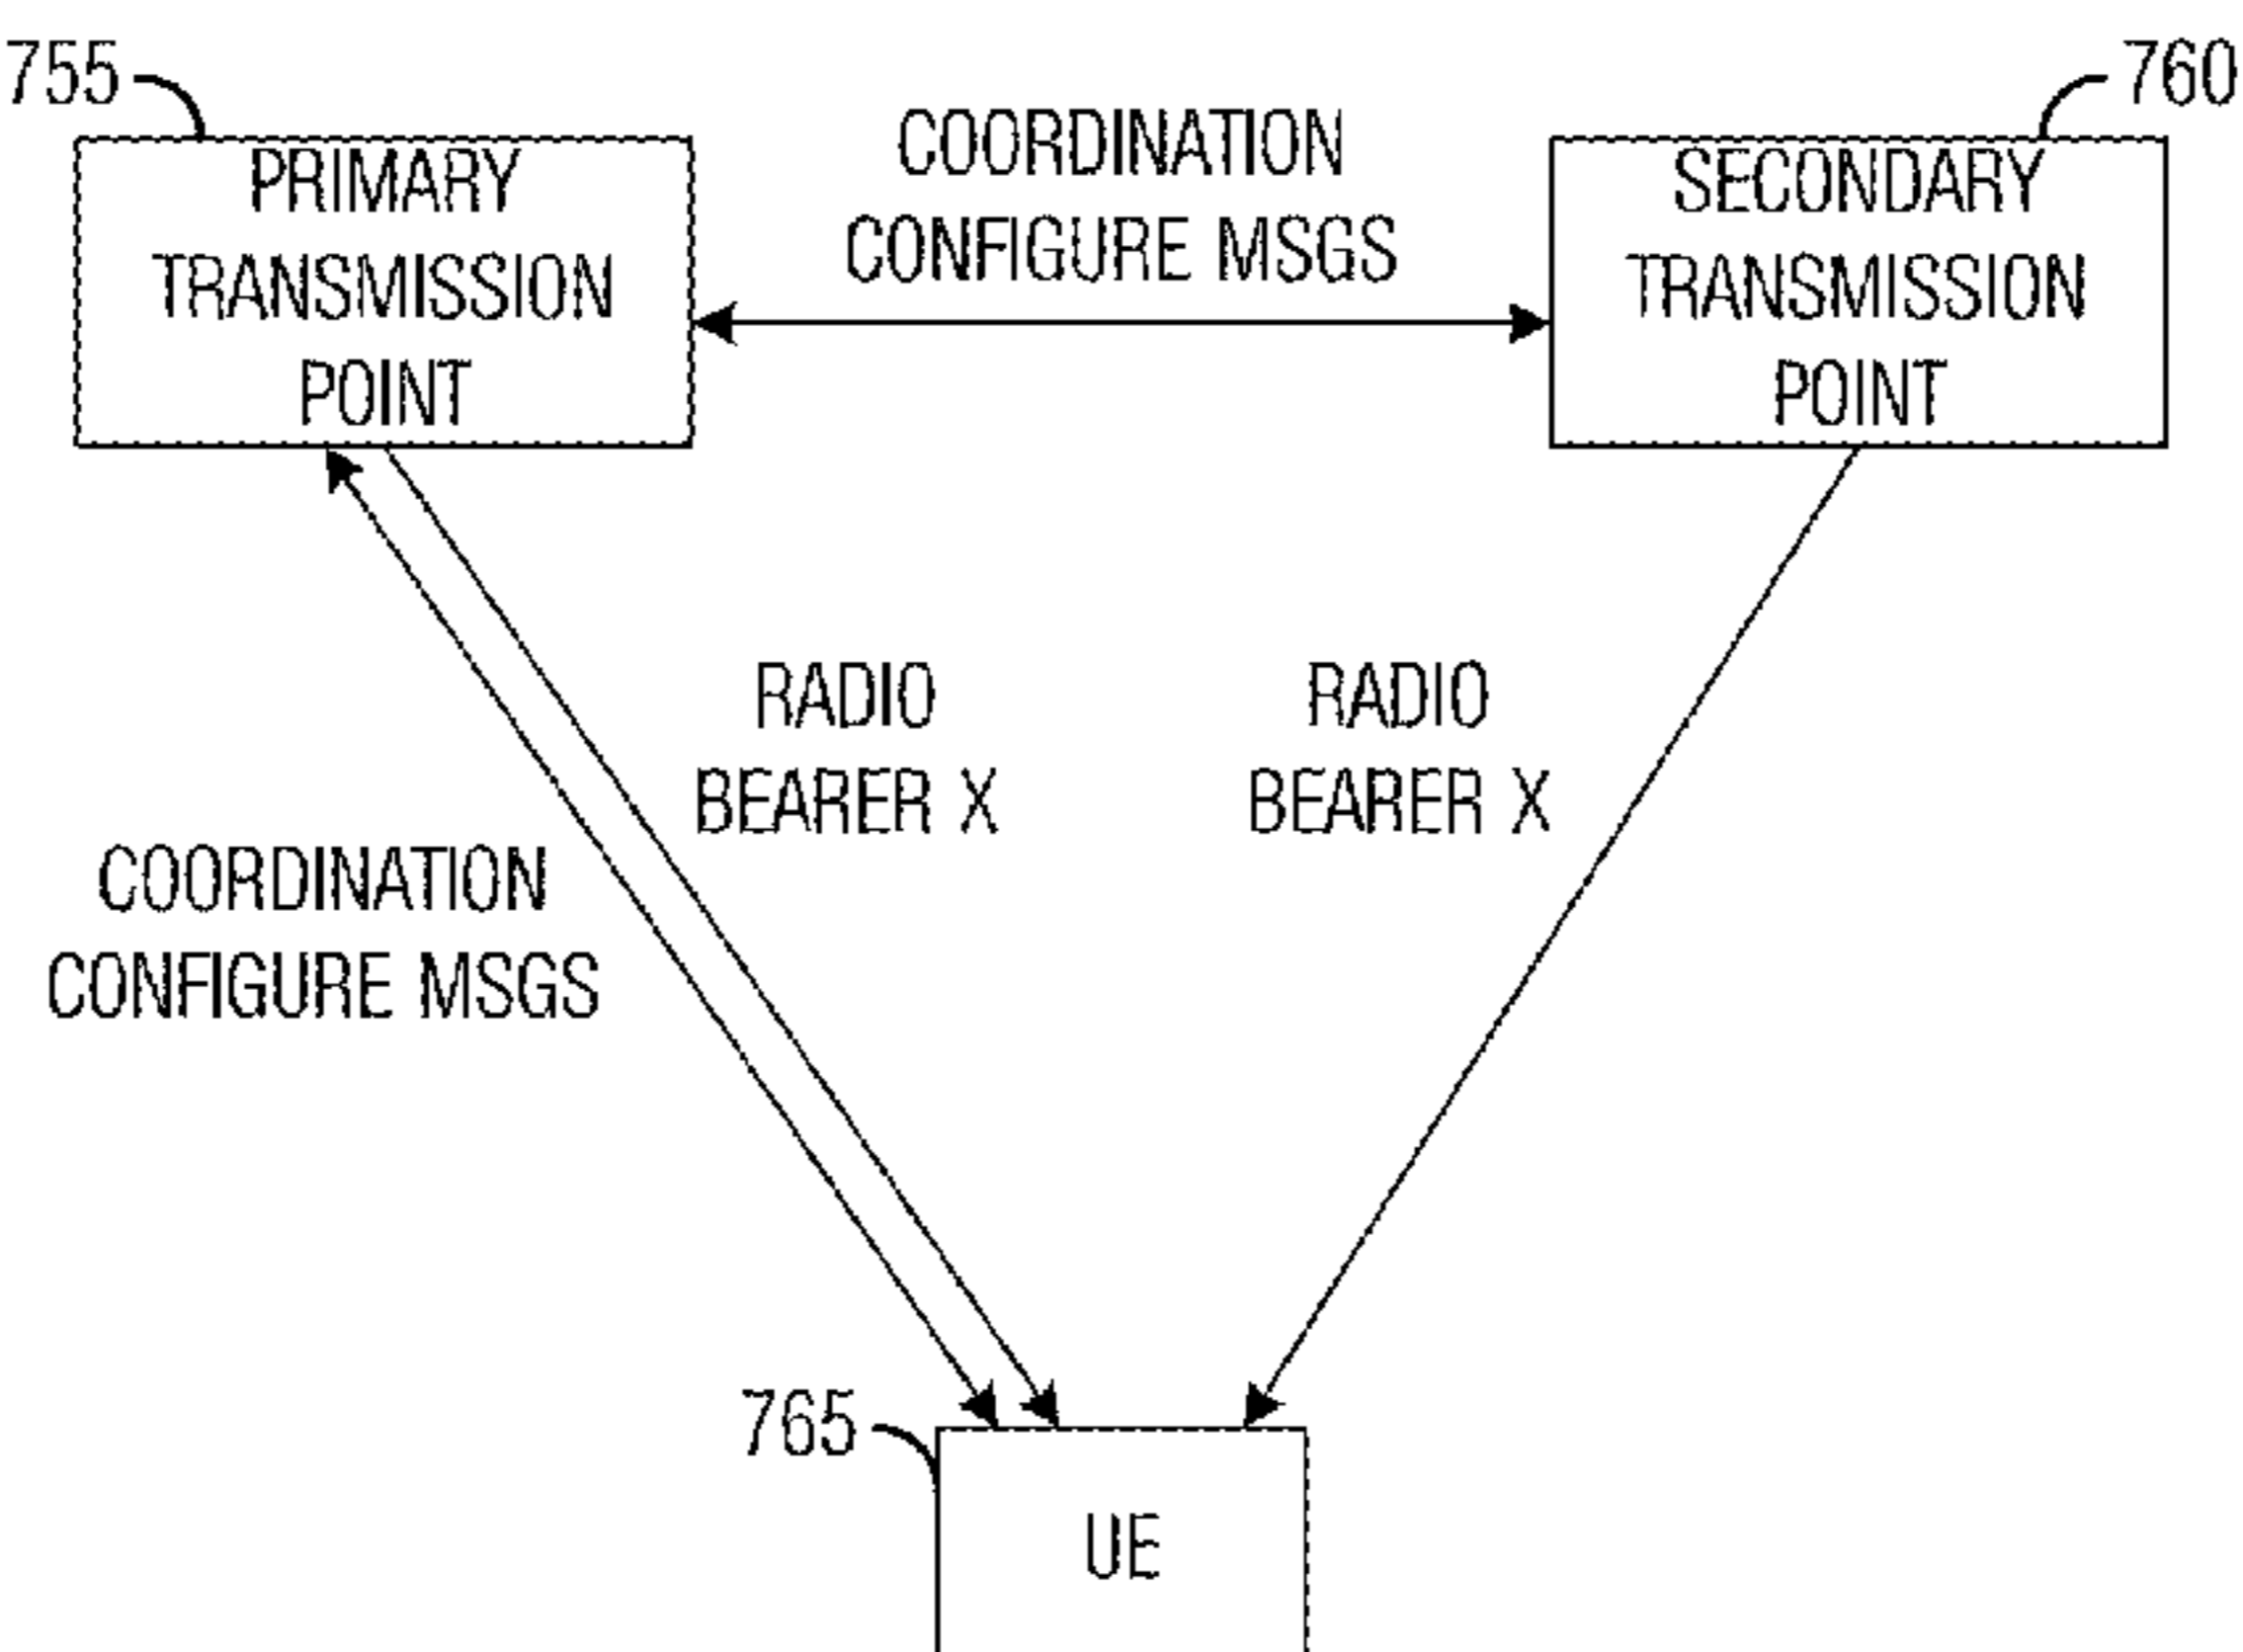 755
760
PRIMARY
TRANSMISSION
POINT
COORDINATION
CONFIGURE MSGS
SECONDARY
TRANSMISSION
POINT
RADIO
BEARER X
RADIO
BEARER X
COORDINATION
CONFIGURE MSGS
765
UE